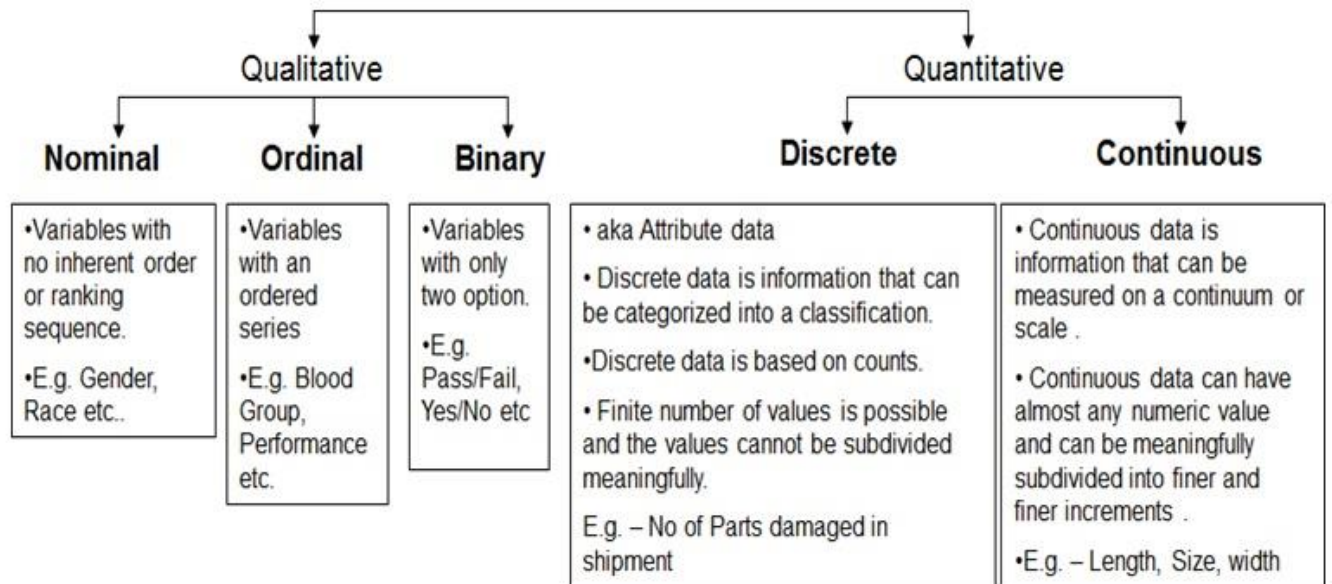 Qualitative
Quantitative
Nominal
Ordinal
Binary
Discrete
Continuous
•Variables with
no inherent order
or ranking
sequence.
•E.g. Gender,
Race etc..
•Variables
with an
ordered
series
•E.g. Blood
Group,
Performance
etc.
•Variables
with only
two option.
•E.g.
Pass/Fail,
Yes/No etc
• aka Attribute data
• Discrete data is information that can
be categorized into a classification.
•Discrete data is based on counts.
• Finite number of values is possible
and the values cannot be subdivided
meaningfully.
E.g. – No of Parts damaged in
shipment
• Continuous data is
information that can be
measured on a continuum or
scale .
• Continuous data can have
almost any numeric value
and can be meaningfully
subdivided into finer and
finer increments .
•E.g. – Length, Size, width